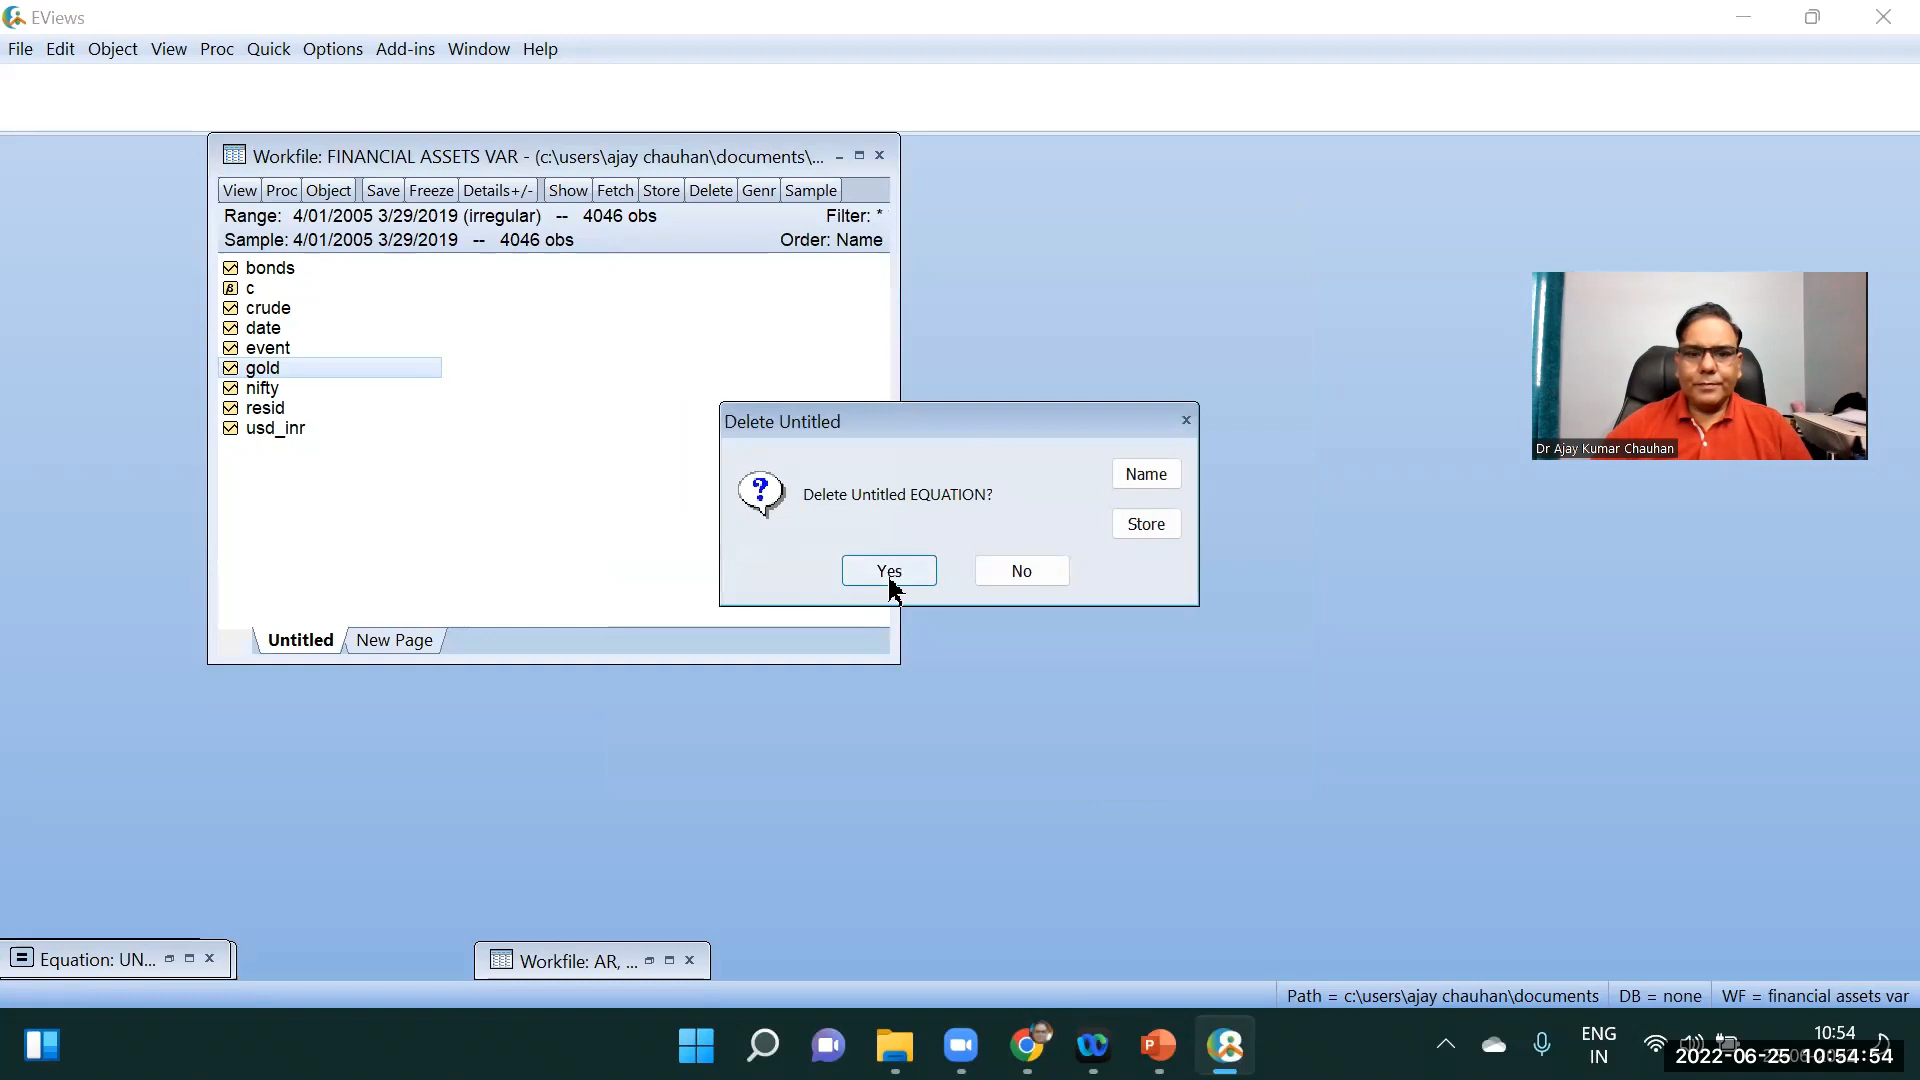 EViews
File Edit Object View Proc Quick Options Add-ins Window Help
Workfile: FINANCIAL ASSETS VAR - (c:\users\ajay chauhan\documents\...
View Proc Object Save Freeze Details+/- Show Fetch Store Delete Genr Sample
Range: 4/01/2005 3/29/2019 (irregular) -- 4046 obs Filter: *
Sample: 4/01/2005 3/29/2019 -- 4046 obs Order: Name
bonds
β c
crude
date
event
gold
nifty
resid
usd_inr
Untitled New Page
Delete Untitled
Delete Untitled EQUATION?
Name
Store
Yes No
Dr Ajay Kumar Chauhan
Equation: UN... Workfile: AR, ...
Path = c:\users\ajay chauhan\documents DB = none WF = financial assets var
ENG
IN
10:54
2022-06-25 10:54:54